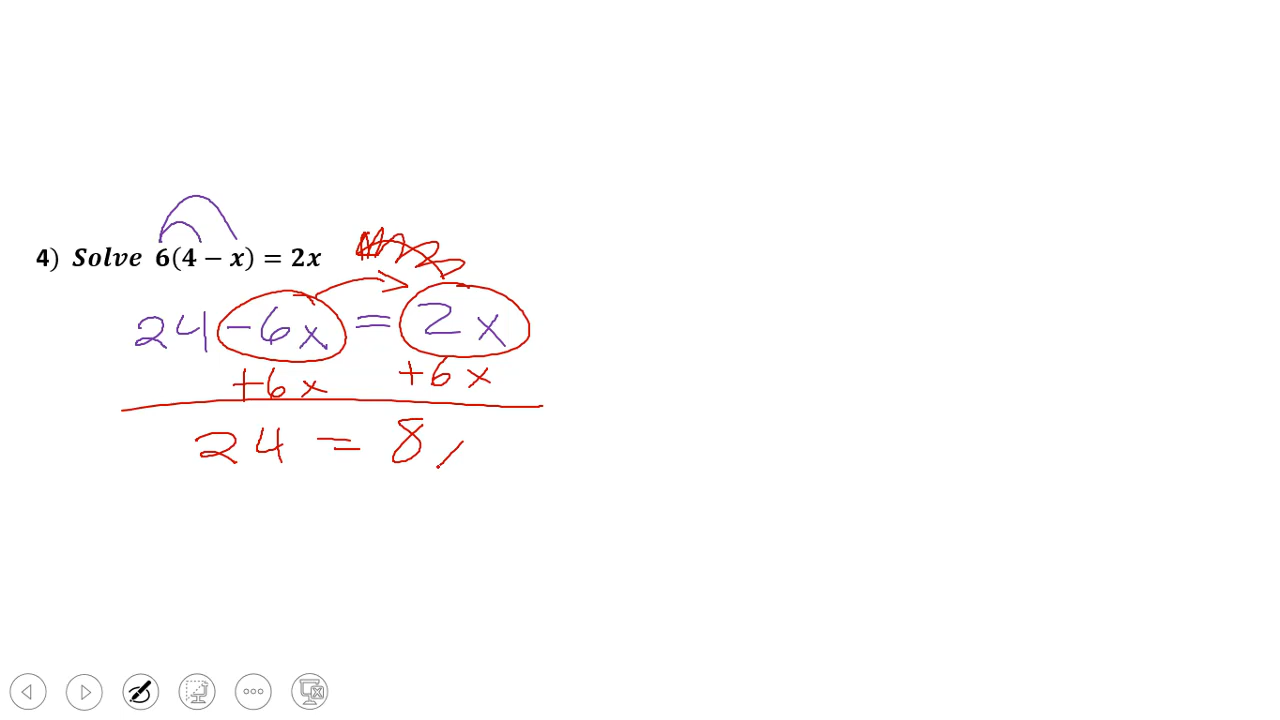 4) Solve 6(4 − x) = 2x
24 − 6x = 2x
+6x +6x
24 = 8